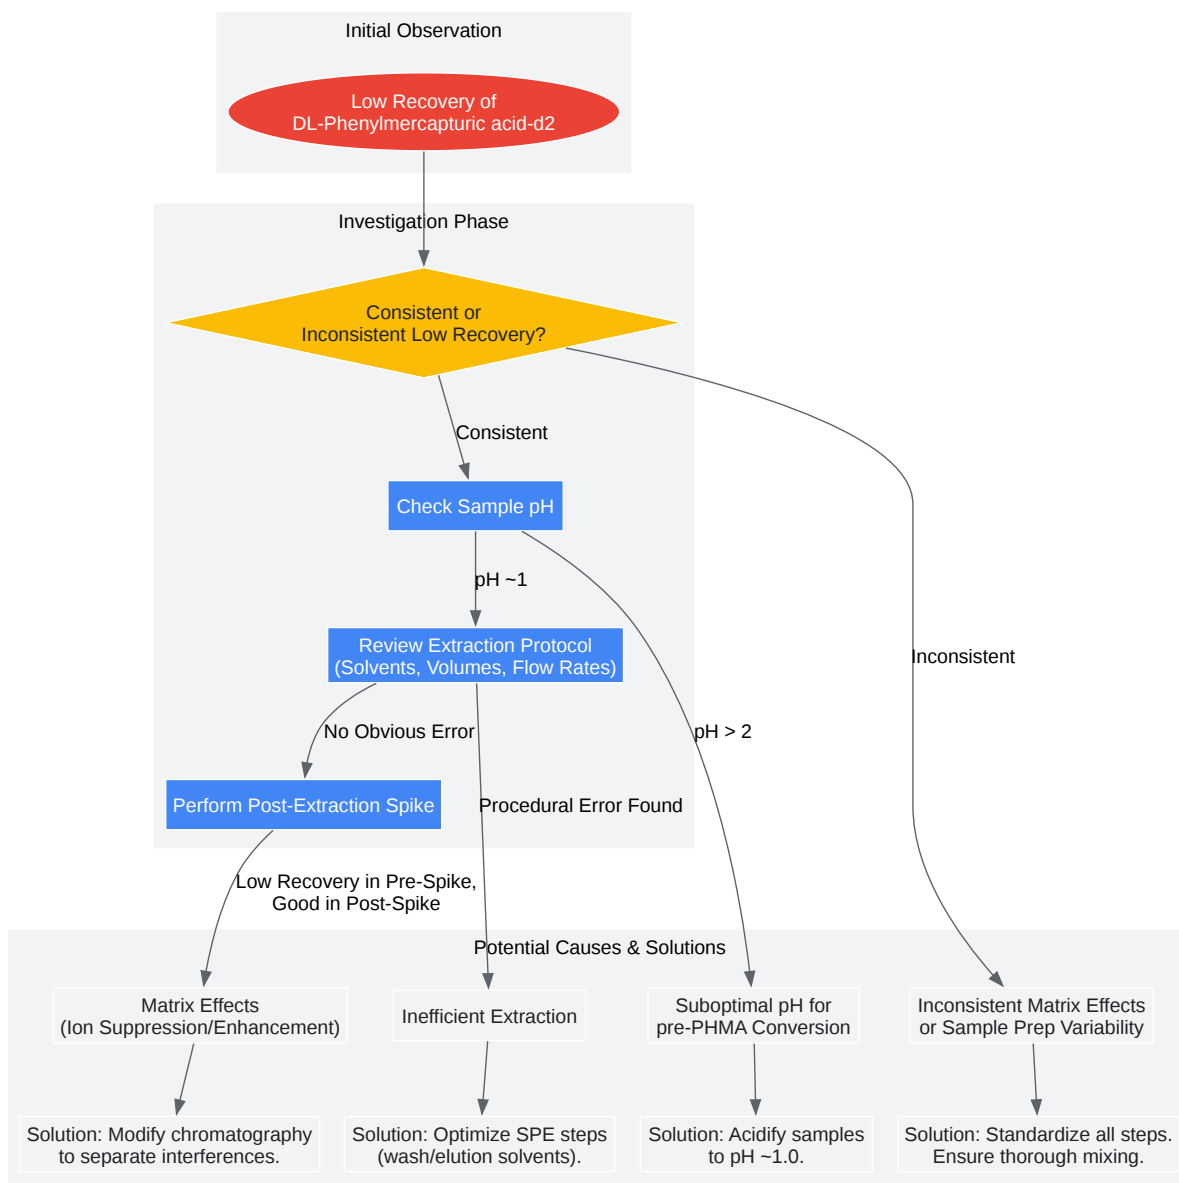 Initial Observation
Low Recovery of
DL-Phenylmercapturic acid-d2
Investigation Phase
Consistent or
Inconsistent Low Recovery?
Consistent
Check Sample pH
pH ~1
Review Extraction Protocol
(Solvents, Volumes, Flow Rates)
Inconsistent
No Obvious Error
pH > 2
Perform Post-Extraction Spike
Procedural Error Found
Low Recovery in Pre-Spike,
Good in Post-Spike
Potential Causes & Solutions
Matrix Effects
(Ion Suppression/Enhancement)
Inefficient Extraction
Suboptimal pH for
pre-PHMA Conversion
Inconsistent Matrix Effects
or Sample Prep Variability
Solution: Modify chromatography
to separate interferences.
Solution: Optimize SPE steps
(wash/elution solvents).
Solution: Acidify samples
to pH ~1.0.
Solution: Standardize all steps.
Ensure thorough mixing.